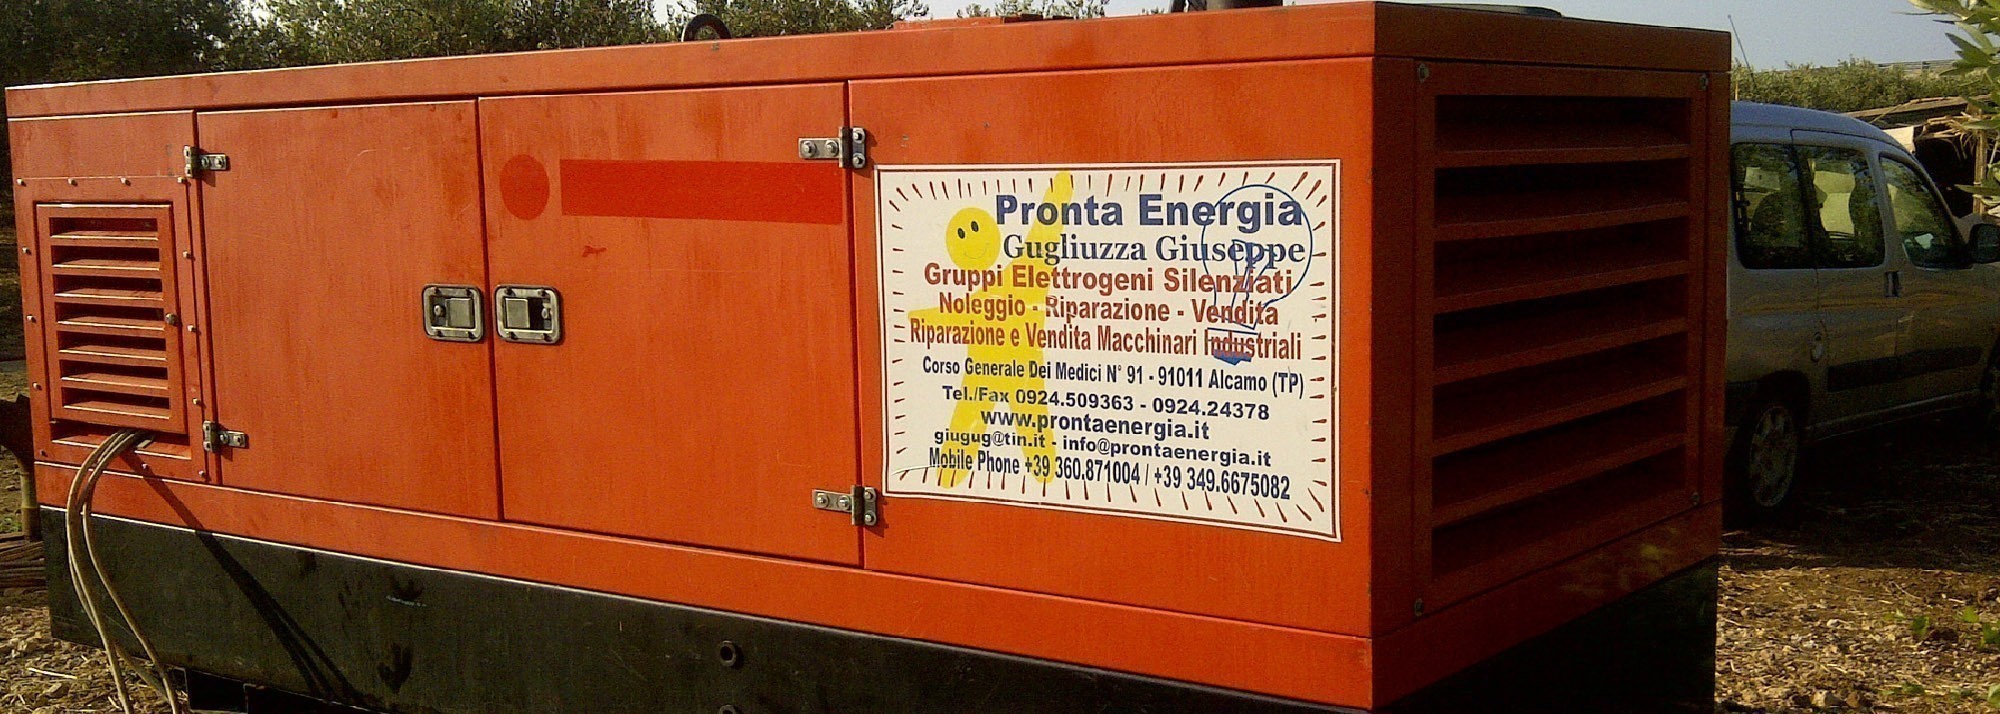 Pronta Energia
Gugliuzza Giuseppe
Gruppi Elettrogeni Silenziati
Noleggio - Riparazione - Vendita
Riparazione e Vendita Macchinari Industriali
Corso Generale Dei Medici N° 91 - 91011 Alcamo (TP)
Tel./Fax 0924.509363 - 0924.24378
www.prontaenergia.it
giugug@tin.it - info@prontaenergia.it
Mobile Phone +39 360.871004 / +39 349.6675082